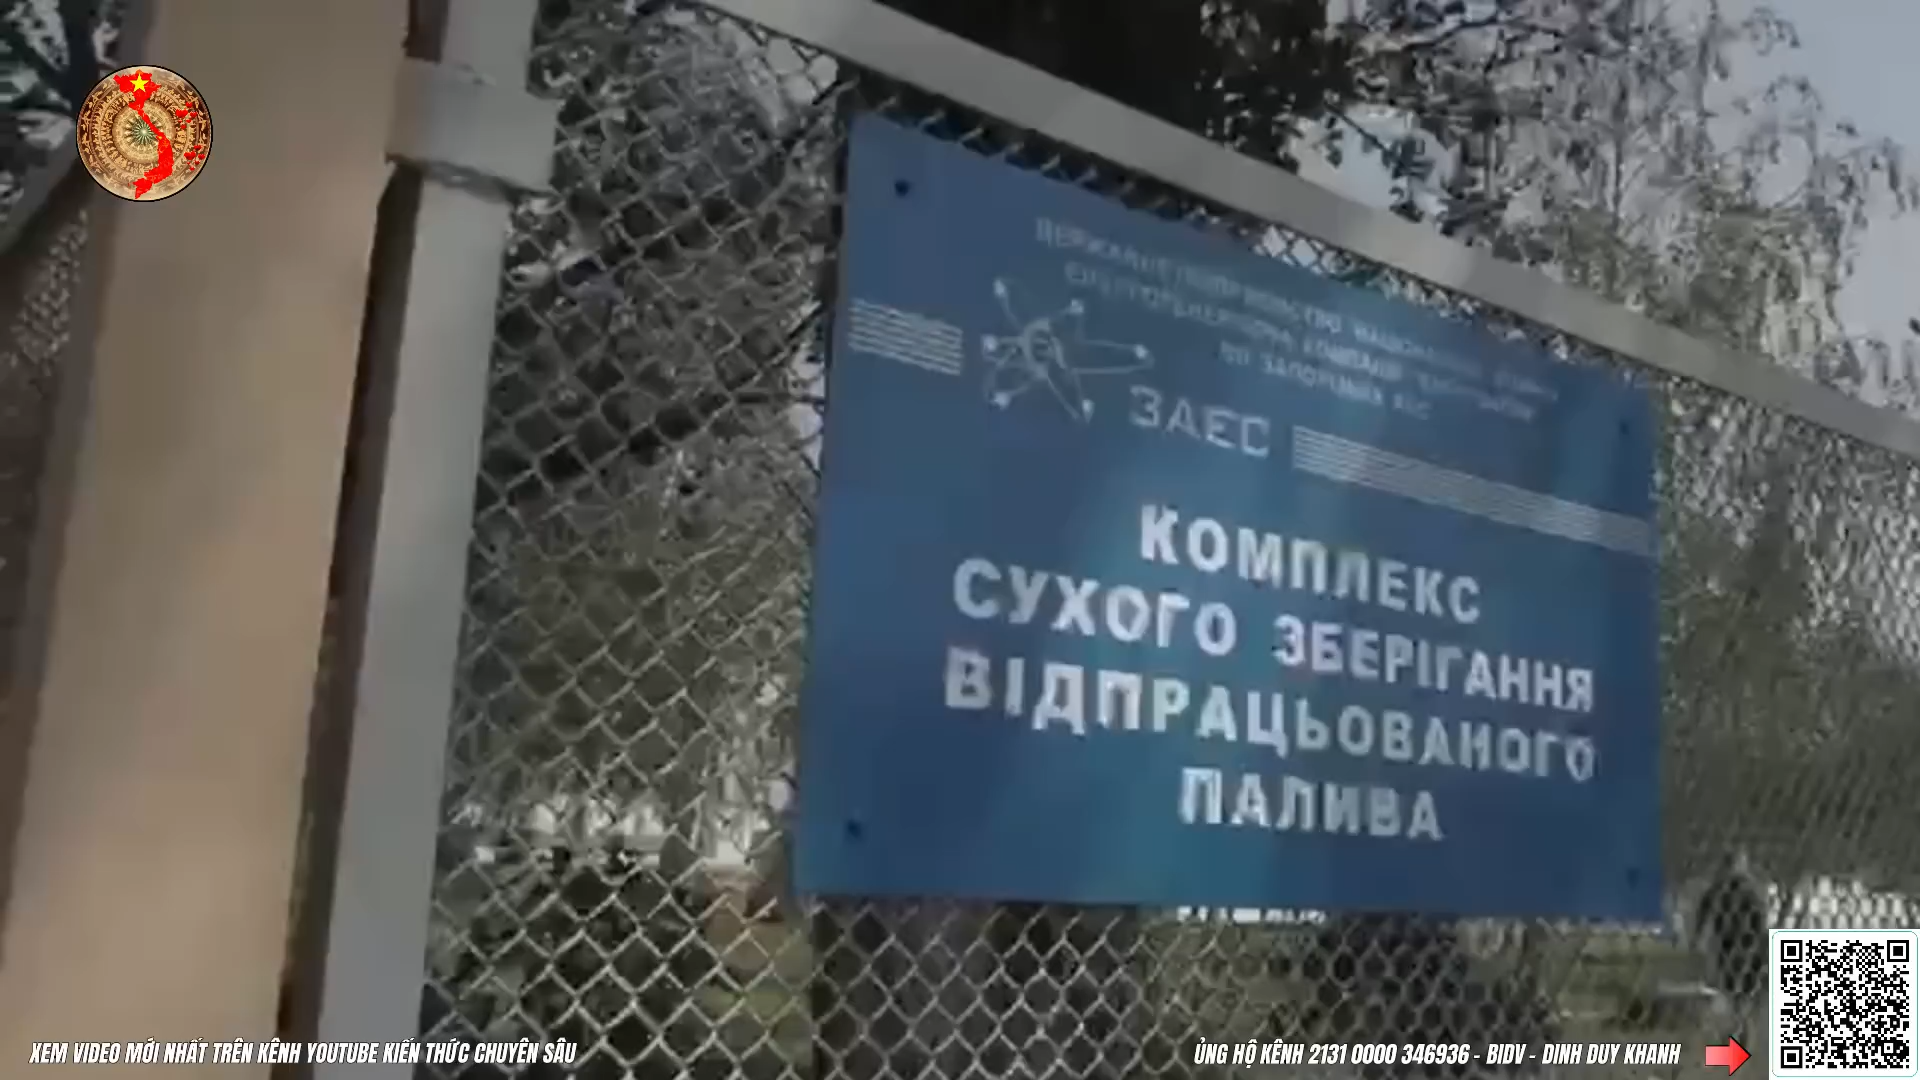 ЗАЕС
КОМПЛЕКС
СУХОГО ЗБЕРІГАННЯ
ВІДПРАЦЬОВАНОГО
ПАЛИВА
XEM VIDEO MỚI NHẤT TRÊN KÊNH YOUTUBE KIẾN THỨC CHUYÊN SÂU
ỦNG HỘ KÊNH 2131 0000 346936 - BIDV - DINH DUY KHANH